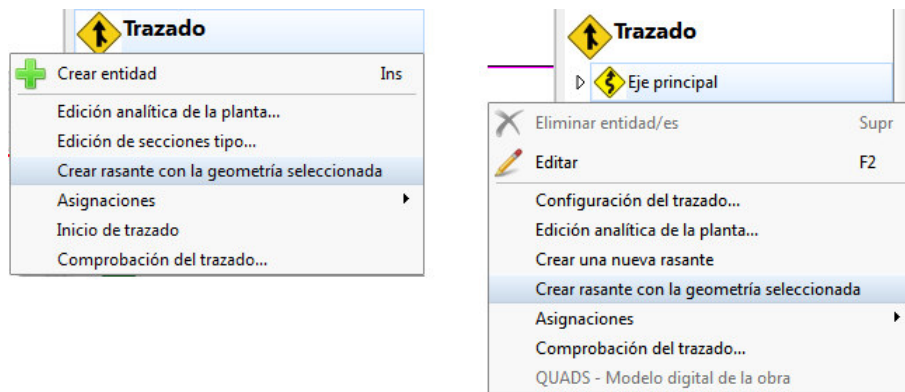 Trazado
Crear entidad Ins
Edición analítica de la planta...
Edición de secciones tipo...
Crear rasante con la geometría seleccionada
Asignaciones
Inicio de trazado
Comprobación del trazado...
Trazado
Eje principal
Eliminar entidad/es Supr
Editar F2
Configuración del trazado...
Edición analítica de la planta...
Crear una nueva rasante
Crear rasante con la geometría seleccionada
Asignaciones
Comprobación del trazado...
QUADS - Modelo digital de la obra